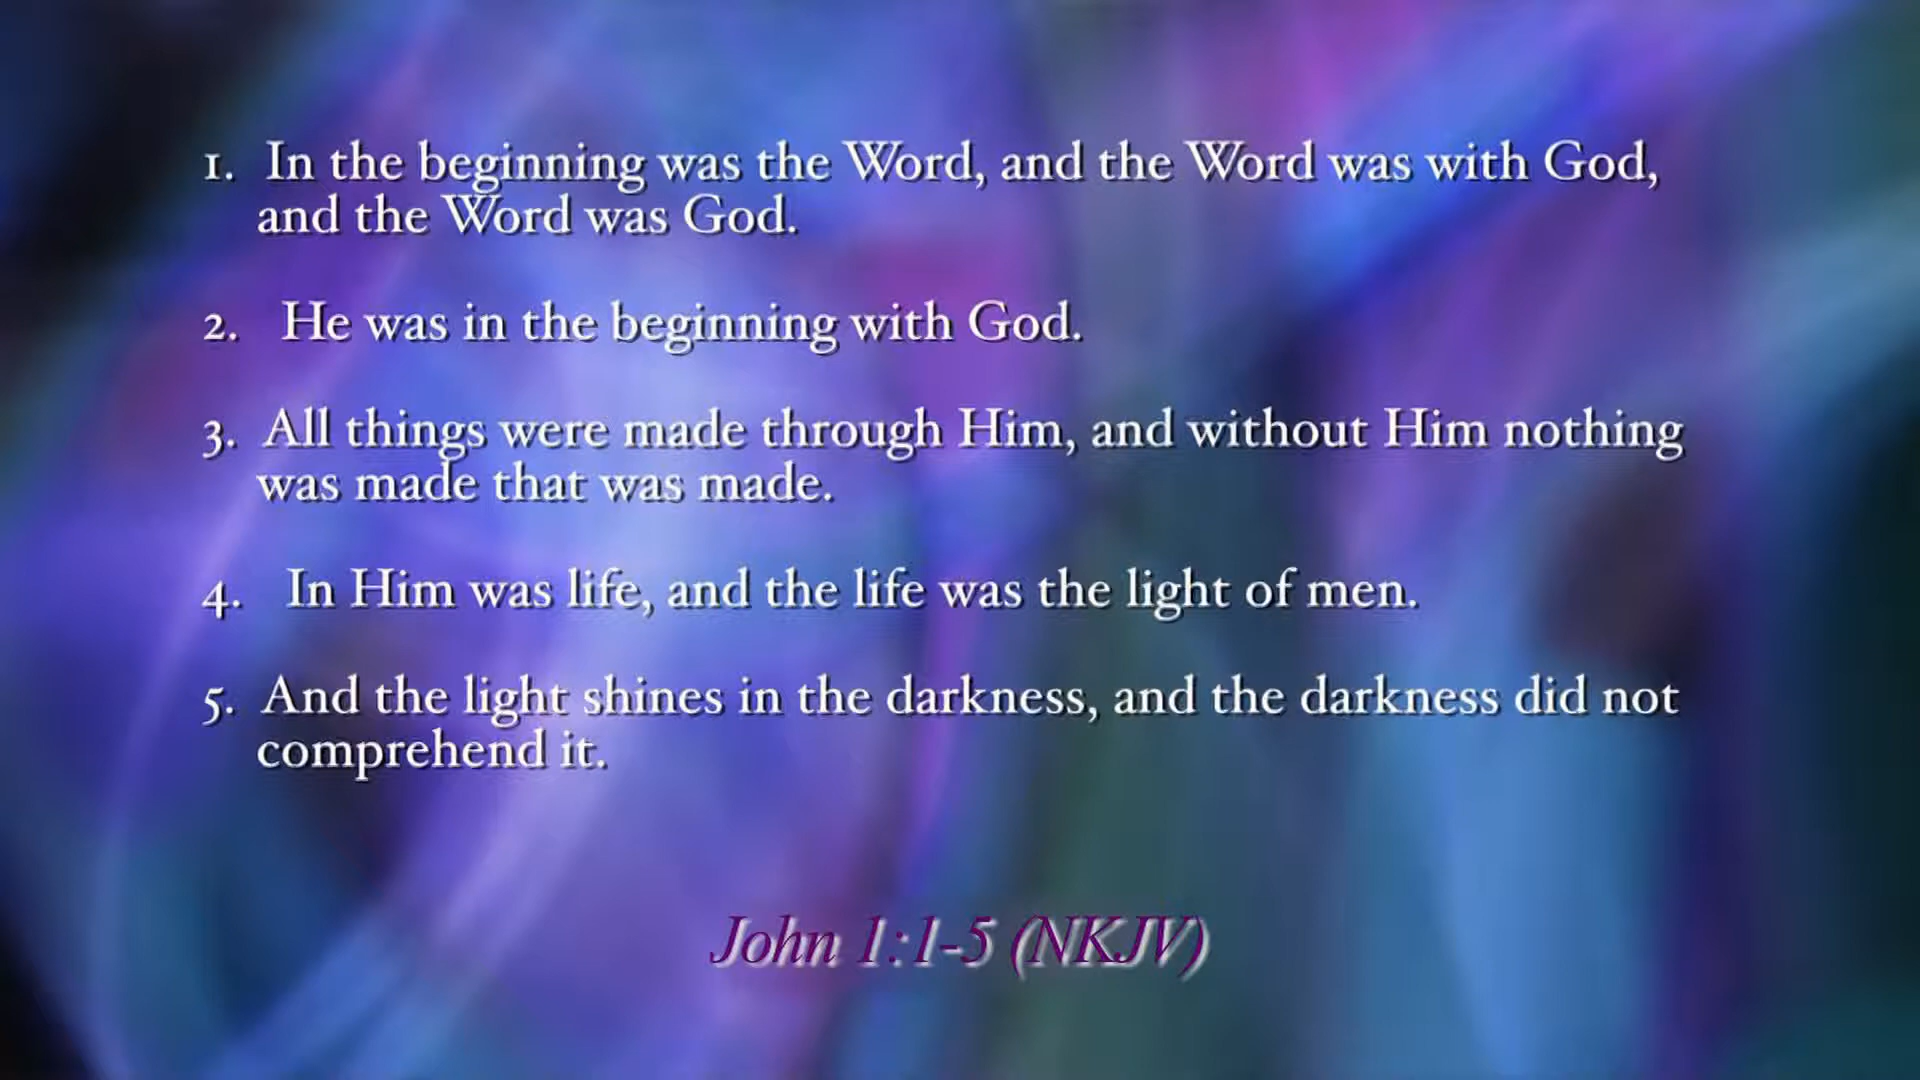 1. In the beginning was the Word, and the Word was with God,
and the Word was God.
2. He was in the beginning with God.
3. All things were made through Him, and without Him nothing
was made that was made.
4. In Him was life, and the life was the light of men.
5. And the light shines in the darkness, and the darkness did not
comprehend it.
John 1:1-5 (NKJV)